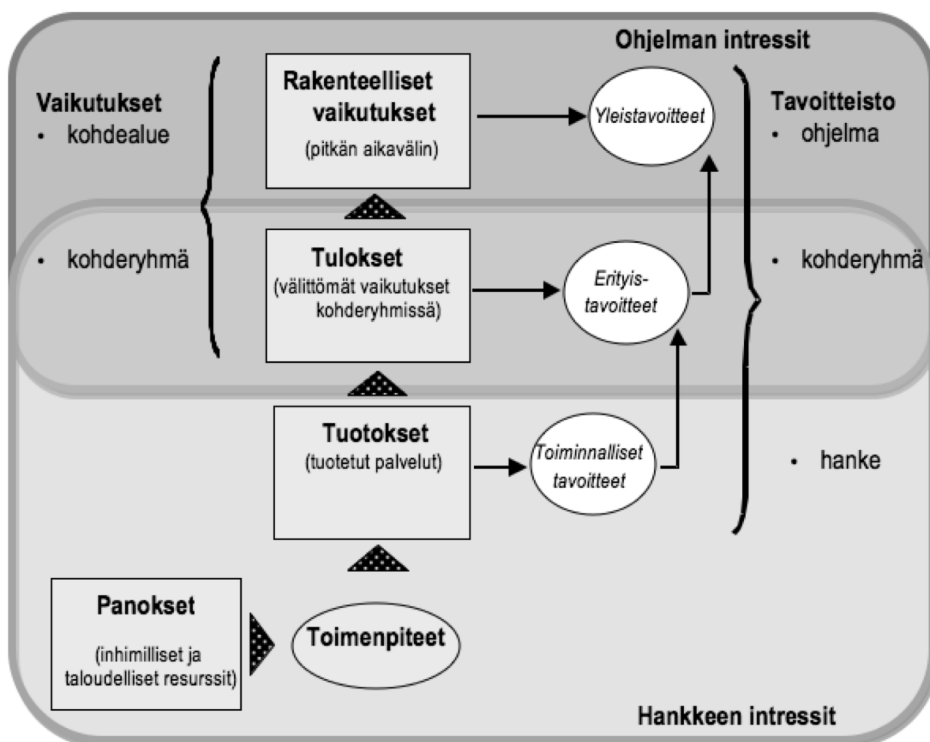 Ohjelman intressit
Vaikutukset
• kohdealue
• kohderyhmä
Rakenteelliset
vaikutukset
(pitkän aikavälin)
Yleistavoitteet
Tavoitteisto
• ohjelma
• kohderyhmä
• hanke
Tulokset
(välittömät vaikutukset
kohderyhmissä)
Erityis-
tavoitteet
Tuotokset
(tuotetut palvelut)
Toiminnalliset
tavoitteet
Panokset
(inhimilliset ja
taloudelliset resurssit)
Toimenpiteet
Hankkeen intressit